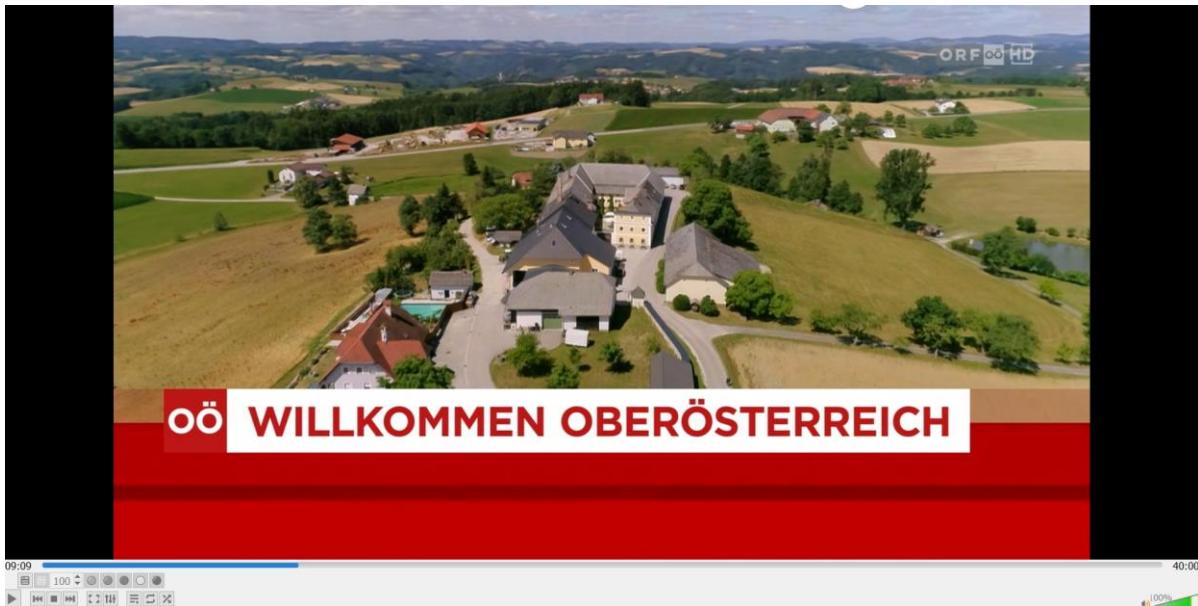 ORF oö HD
oö WILLKOMMEN OBERÖSTERREICH
09:09 40:00
100
100%